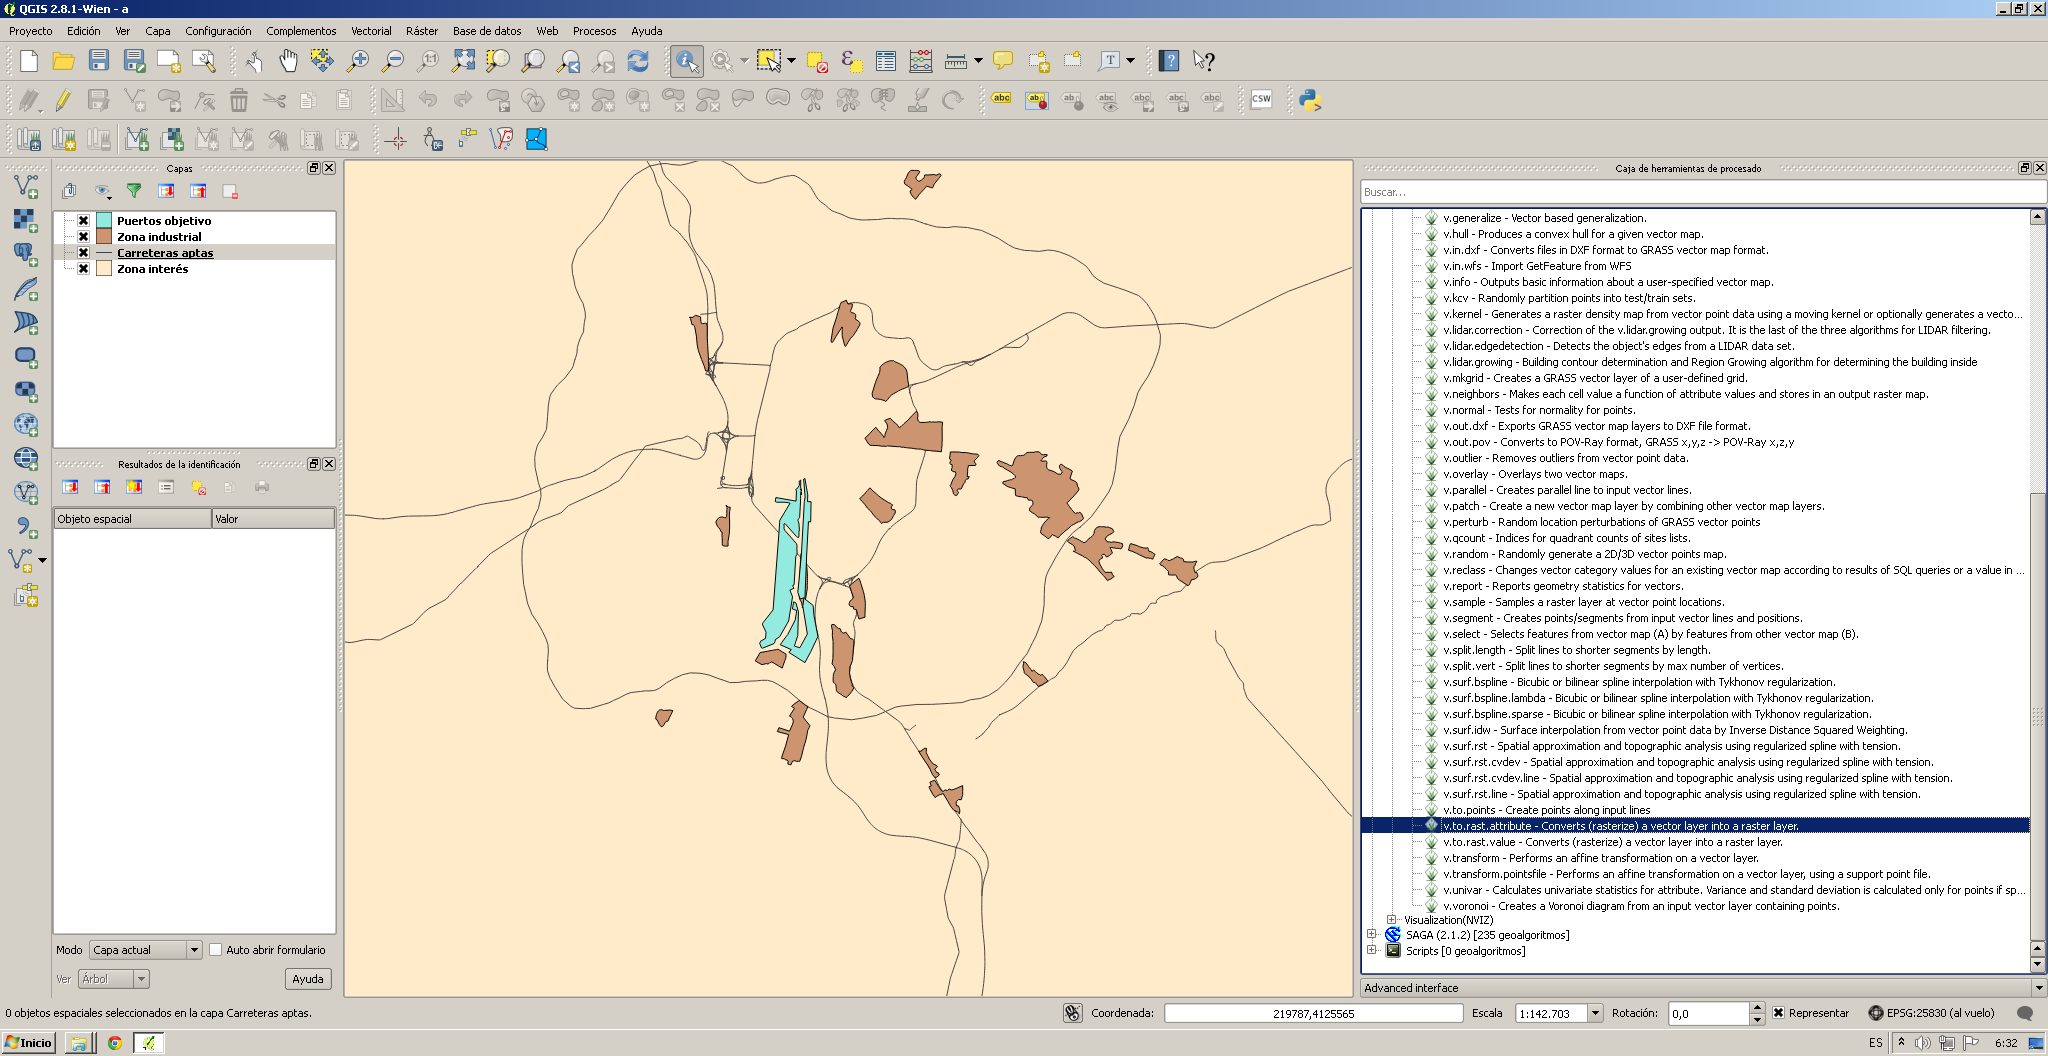 QGIS 2.8.1-Wien - a
Proyecto Edición Ver Capa Configuración Complementos Vectorial Ráster Base de datos Web Procesos Ayuda
abc ab abc abc abc abc abc CSW
Capas
Puertos objetivo
Zona industrial
Carreteras aptas
Zona interés
Resultados de la identificación
Objeto espacial Valor
Modo Capa actual Auto abrir formulario
Ver Árbol Ayuda
Caja de herramientas de procesado
Buscar...
v.generalize - Vector based generalization.
v.hull - Produces a convex hull for a given vector map.
v.in.dxf - Converts files in DXF format to GRASS vector map format.
v.in.wfs - Import GetFeature from WFS
v.info - Outputs basic information about a user-specified vector map.
v.kcv - Randomly partition points into test/train sets.
v.kernel - Generates a raster density map from vector point data using a moving kernel or optionally generates a vecto...
v.lidar.correction - Correction of the v.lidar.growing output. It is the last of the three algorithms for LIDAR filtering.
v.lidar.edgedetection - Detects the object's edges from a LIDAR data set.
v.lidar.growing - Building contour determination and Region Growing algorithm for determining the building inside
v.mkgrid - Creates a GRASS vector layer of a user-defined grid.
v.neighbors - Makes each cell value a function of attribute values and stores in an output raster map.
v.normal - Tests for normality for points.
v.out.dxf - Exports GRASS vector map layers to DXF file format.
v.out.pov - Converts to POV-Ray format, GRASS x,y,z -> POV-Ray x,z,y
v.outlier - Removes outliers from vector point data.
v.overlay - Overlays two vector maps.
v.parallel - Creates parallel line to input vector lines.
v.patch - Create a new vector map layer by combining other vector map layers.
v.perturb - Random location perturbations of GRASS vector points
v.qcount - Indices for quadrant counts of sites lists.
v.random - Randomly generate a 2D/3D vector points map.
v.reclass - Changes vector category values for an existing vector map according to results of SQL queries or a value in ...
v.report - Reports geometry statistics for vectors.
v.sample - Samples a raster layer at vector point locations.
v.segment - Creates points/segments from input vector lines and positions.
v.select - Selects features from vector map (A) by features from other vector map (B).
v.split.length - Split lines to shorter segments by length.
v.split.vert - Split lines to shorter segments by max number of vertices.
v.surf.bspline - Bicubic or bilinear spline interpolation with Tykhonov regularization.
v.surf.bspline.lambda - Bicubic or bilinear spline interpolation with Tykhonov regularization.
v.surf.bspline.sparse - Bicubic or bilinear spline interpolation with Tykhonov regularization.
v.surf.idw - Surface interpolation from vector point data by Inverse Distance Squared Weighting.
v.surf.rst - Spatial approximation and topographic analysis using regularized spline with tension.
v.surf.rst.cvdev - Spatial approximation and topographic analysis using regularized spline with tension.
v.surf.rst.cvdev.line - Spatial approximation and topographic analysis using regularized spline with tension.
v.surf.rst.line - Spatial approximation and topographic analysis using regularized spline with tension.
v.to.points - Create points along input lines
v.to.rast.attribute - Converts (rasterize) a vector layer into a raster layer.
v.to.rast.value - Converts (rasterize) a vector layer into a raster layer.
v.transform - Performs an affine transformation on a vector layer.
v.transform.pointsfile - Performs an affine transformation on a vector layer, using a support point file.
v.univar - Calculates univariate statistics for attribute. Variance and standard deviation is calculated only for points if sp...
v.voronoi - Creates a Voronoi diagram from an input vector layer containing points.
Visualization(NVIZ)
SAGA (2.1.2) [235 geoalgoritmos]
Scripts [0 geoalgoritmos]
Advanced interface
0 objetos espaciales seleccionados en la capa Carreteras aptas.
Coordenada: 219787,4125565 Escala 1:142.703 Rotación: 0,0 Representar EPSG:25830 (al vuelo)
Inicio ES 6:32